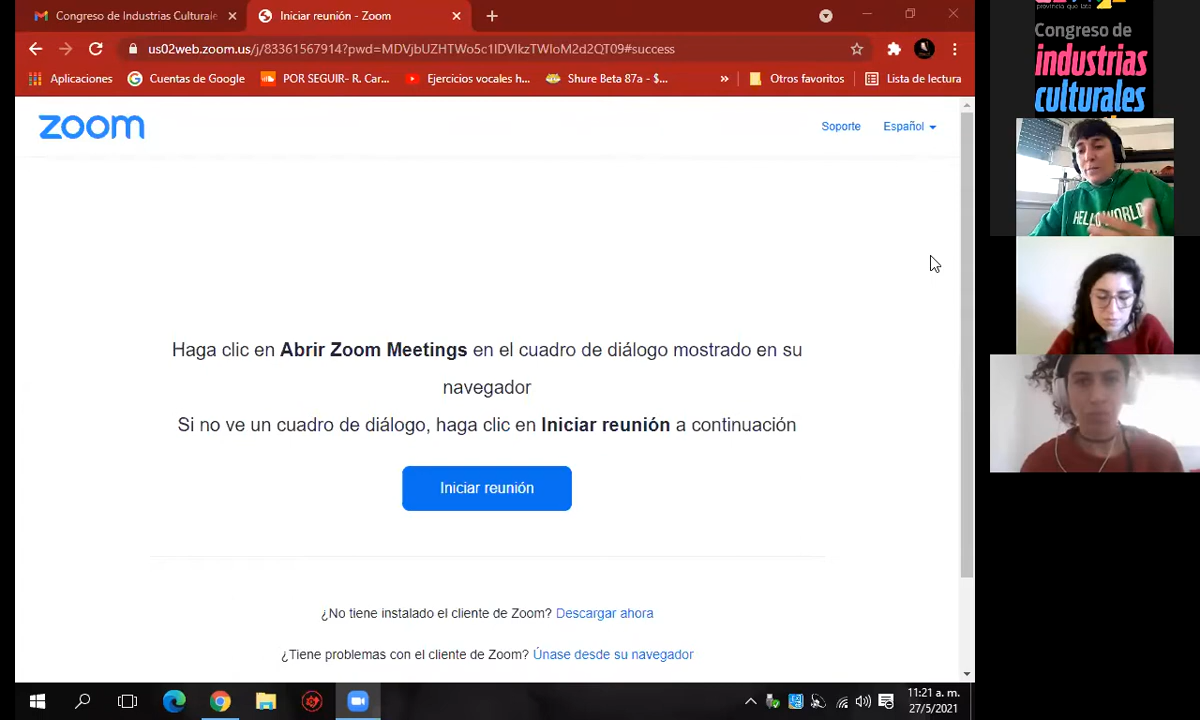 Congreso de Industrias Culturale
Iniciar reunión - Zoom
us02web.zoom.us/j/83361567914?pwd=MDVjbUZHTWo5c1lDVlkzTWloM2d2QT09#success
Aplicaciones
Cuentas de Google
POR SEGUIR- R. Car...
Ejercicios vocales h...
Shure Beta 87a - $...
»
Otros favoritos
Lista de lectura
zoom
Soporte
Español
Haga clic en Abrir Zoom Meetings en el cuadro de diálogo mostrado en su
navegador
Si no ve un cuadro de diálogo, haga clic en Iniciar reunión a continuación
Iniciar reunión
¿No tiene instalado el cliente de Zoom? Descargar ahora
¿Tiene problemas con el cliente de Zoom? Únase desde su navegador
11:21 a. m.
27/5/2021
provincia que late
Congreso de
industrias
culturales
HELLO WORLD